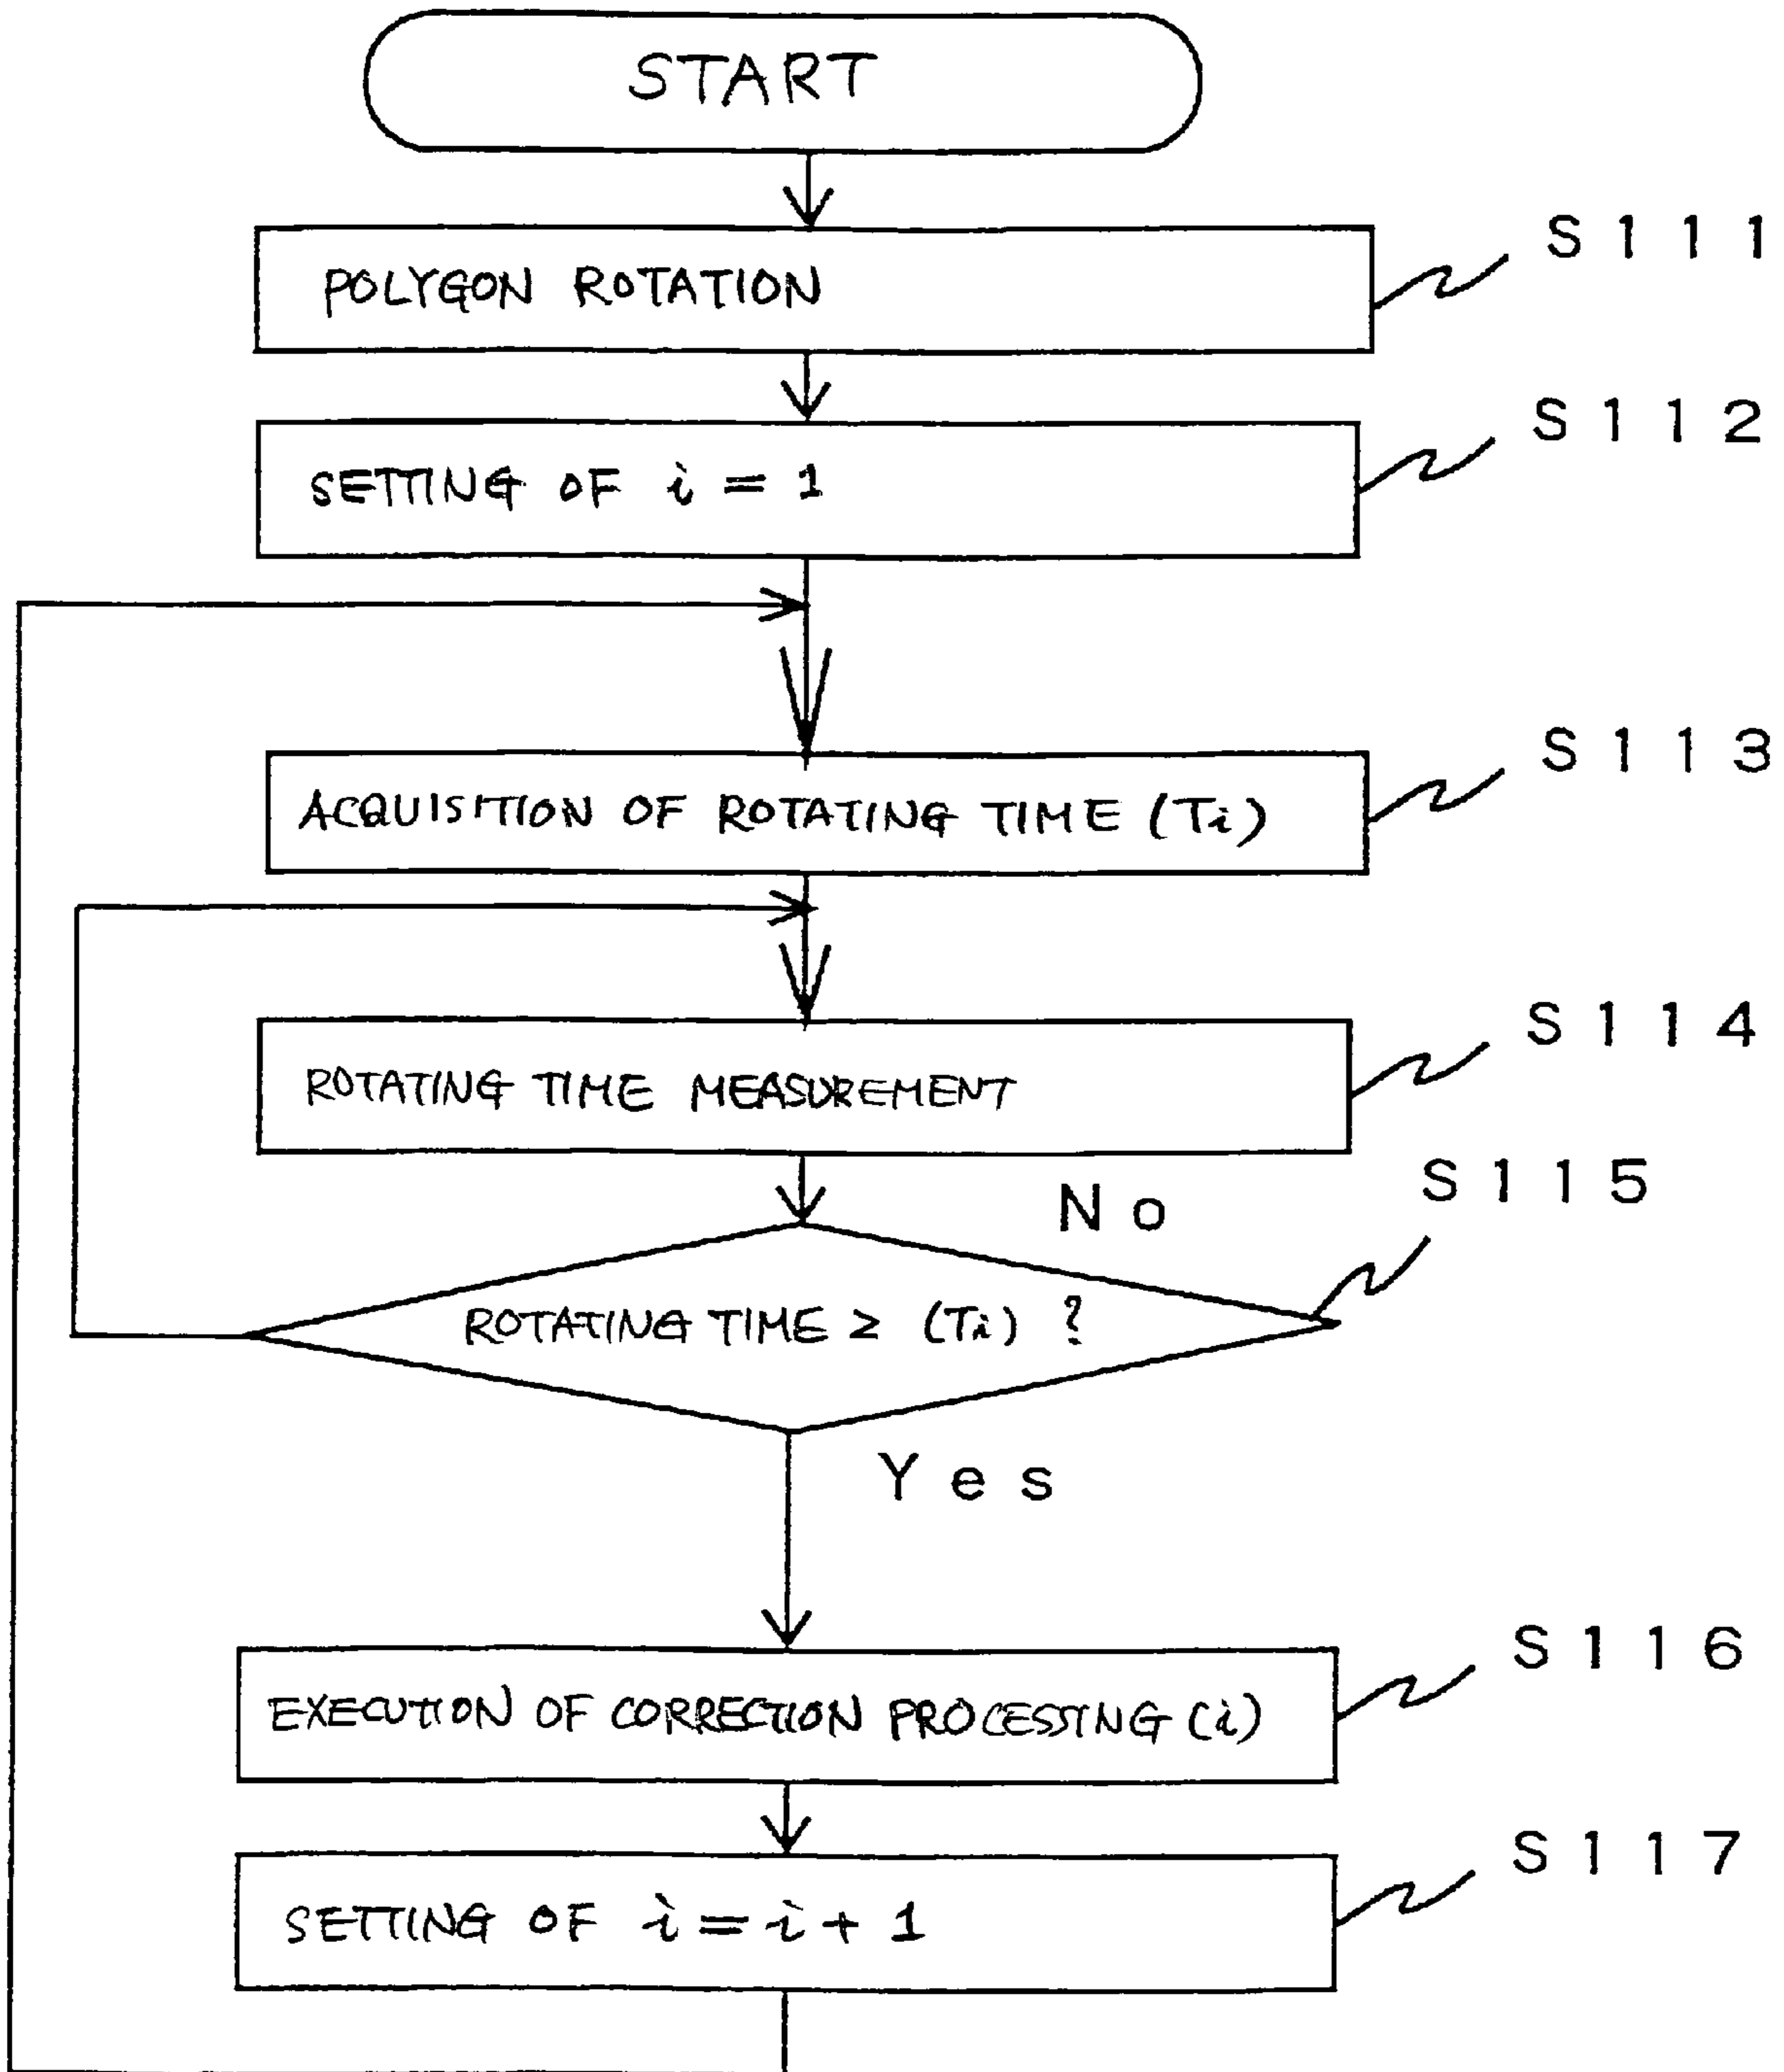 START
POLYGON ROTATION
S111
SETTING OF i = 1
S112
ACQUISITION OF ROTATING TIME (Ti)
S113
ROTATING TIME MEASUREMENT
S114
No
S115
ROTATING TIME ≥ (Ti) ?
Yes
EXECUTION OF CORRECTION PROCESSING (i)
S116
SETTING OF i = i + 1
S117